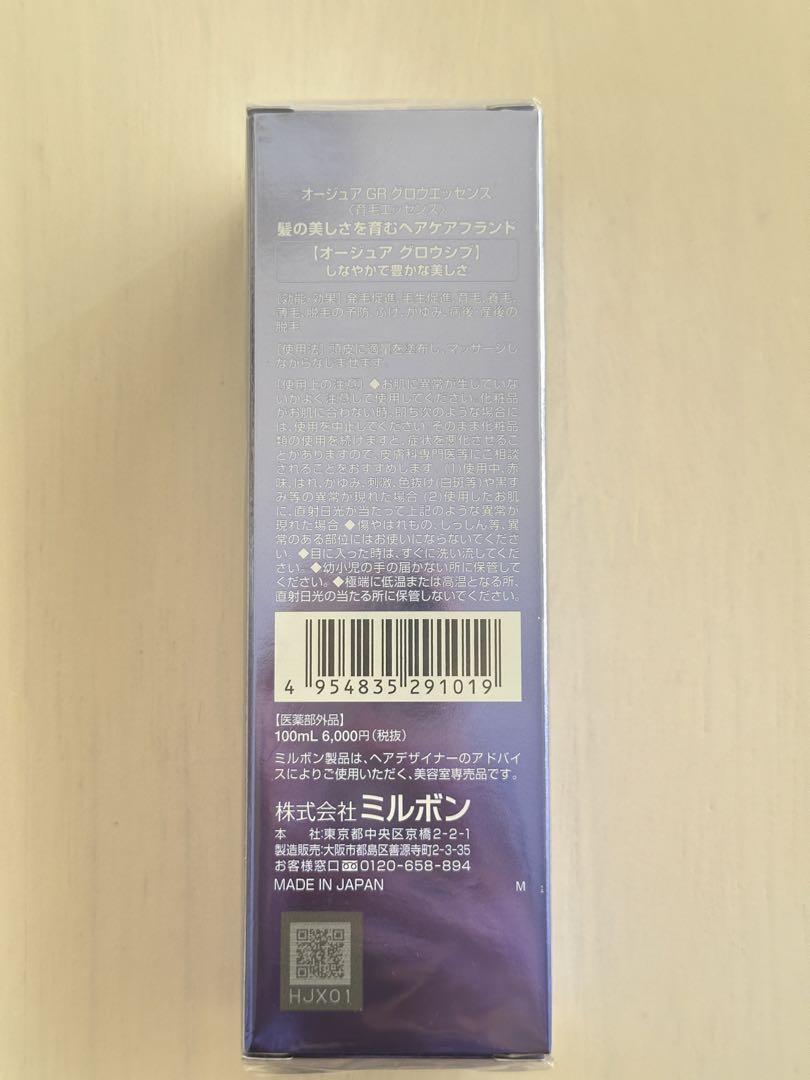 オージュア GR グロウエッセンス
〈育毛エッセンス〉
髪の美しさを育むヘアケアブランド
【オージュア グロウシブ】
しなやかで豊かな美しさ
【効能・効果】発毛促進、毛生促進、育毛、養毛、
薄毛、脱毛の予防、ふけ、かゆみ、病後・産後の
脱毛
【使用法】頭皮に適量を塗布し、マッサージし
ながらなじませます。
【使用上の注意】◆お肌に異常が生じていな
いかよく注意して使用してください。化粧品
がお肌に合わない時、即ち次のような場合に
は、使用を中止してください。そのまま化粧品
類の使用を続けますと、症状を悪化させるこ
とがありますので、皮膚科専門医等にご相談
されることをおすすめします。(1)使用中、赤
味、はれ、かゆみ、刺激、色抜け(白斑等)や黒ず
み等の異常が現れた場合 (2)使用したお肌
に、直射日光が当たって上記のような異常が
現れた場合 ◆傷やはれもの、しっしん等、異
常のある部位にはお使いにならないでくださ
い。◆目に入った時は、すぐに洗い流してくだ
さい。◆幼小児の手の届かない所に保管して
ください。◆極端に低温または高温となる所、
直射日光の当たる所に保管しないでください。
4 954835 291019
【医薬部外品】
100mL 6,000円(税抜)
ミルボン製品は、ヘアデザイナーのアドバイ
スによりご使用いただく、美容室専売品です。
株式会社 ミルボン
本 社:東京都中央区京橋2-2-1
製造販売:大阪市都島区善源寺町2-3-35
お客様窓口 0120-658-894
MADE IN JAPAN
M
HJX01